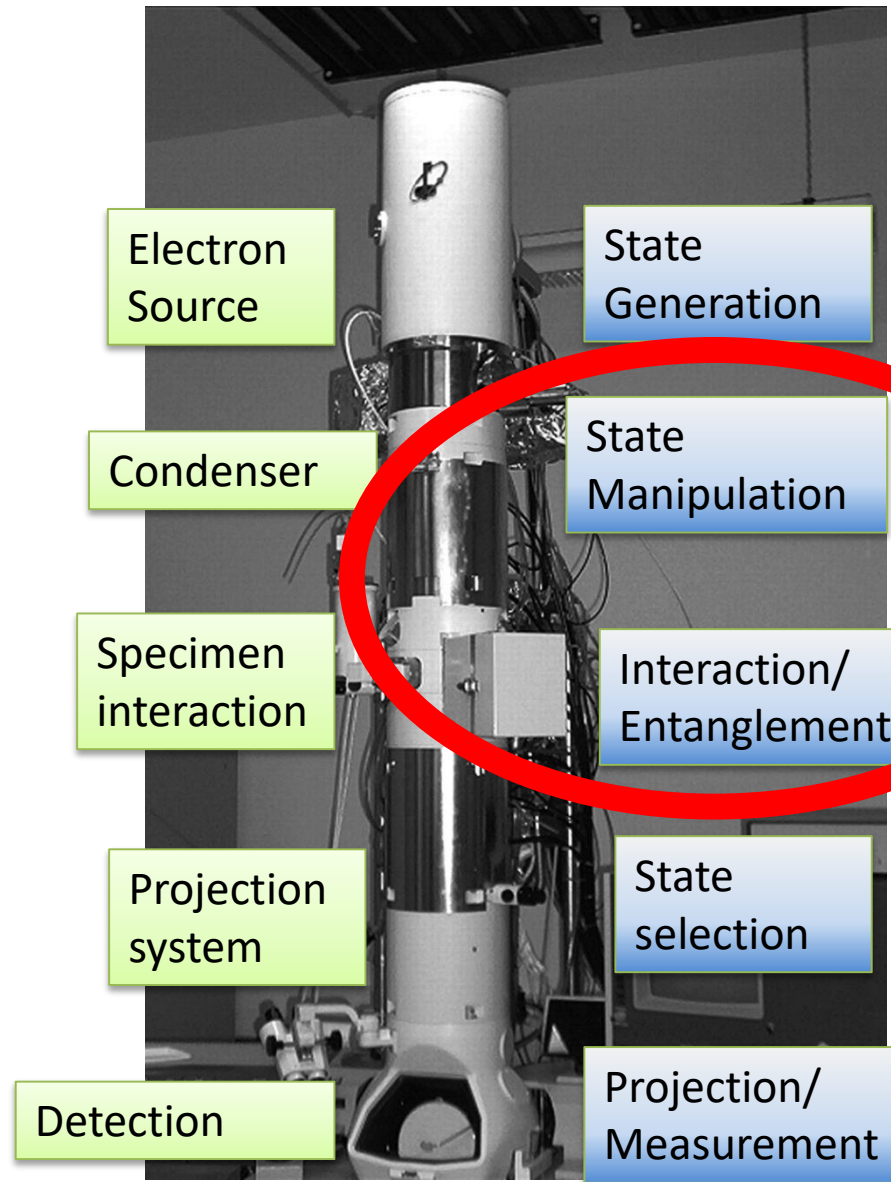 Electron
Source
State
Generation
Condenser
State
Manipulation
Specimen
interaction
Interaction/
Entanglement
Projection
system
State
selection
Detection
Projection/
Measurement